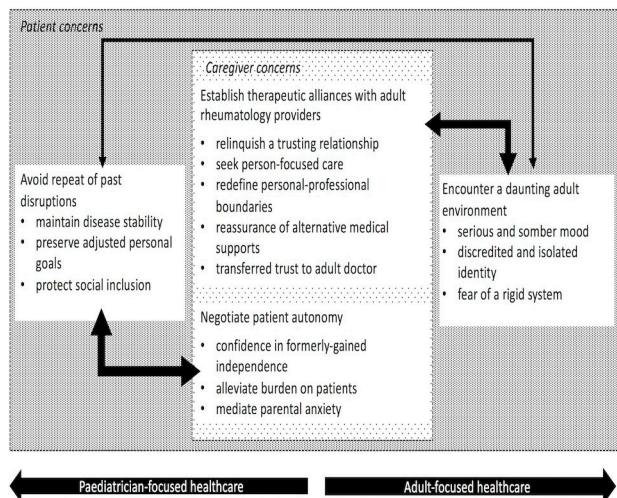 Patient concerns
Caregiver concerns
Establish therapeutic alliances with adult
rheumatology providers
• relinquish a trusting relationship
• seek person-focused care
• redefine personal-professional
boundaries
• reassurance of alternative medical
supports
• transferred trust to adult doctor
Avoid repeat of past
disruptions
• maintain disease stability
• preserve adjusted personal
goals
• protect social inclusion
Encounter a daunting adult
environment
• serious and somber mood
• discredited and isolated
identity
• fear of a rigid system
Negotiate patient autonomy
• confidence in formerly-gained
independence
• alleviate burden on patients
• mediate parental anxiety
Paediatrician-focused healthcare
Adult-focused healthcare